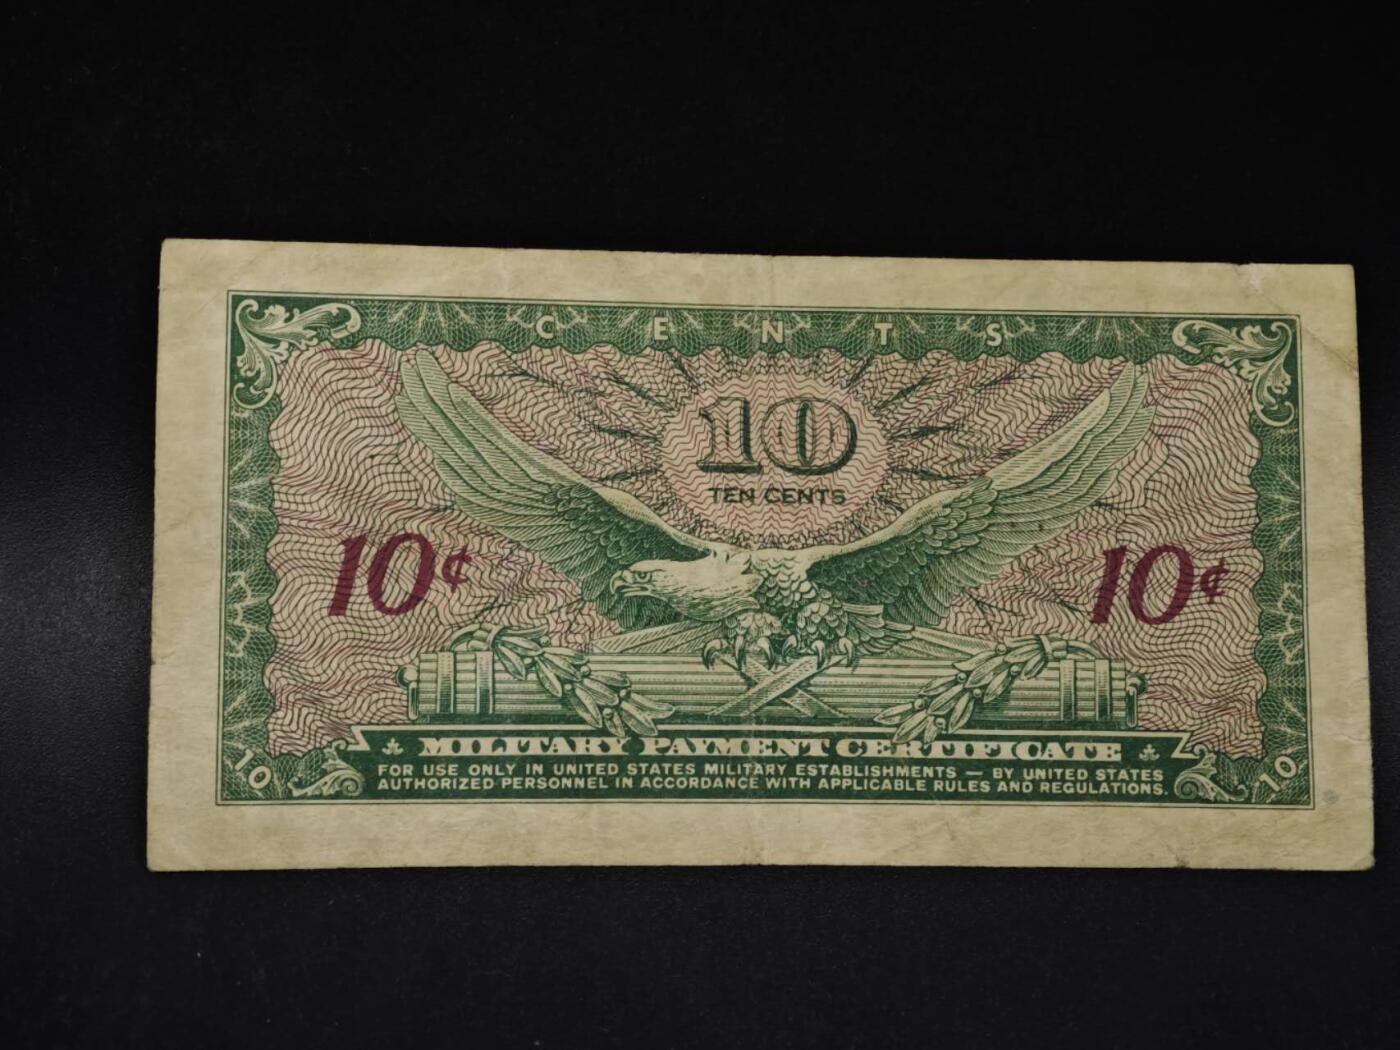 CENTS
10
TEN CENTS
10¢ 10¢
MILITARY PAYMENT CERTIFICATE
10 FOR USE ONLY IN UNITED STATES MILITARY ESTABLISHMENTS — BY UNITED STATES 10
AUTHORIZED PERSONNEL IN ACCORDANCE WITH APPLICABLE RULES AND REGULATIONS.